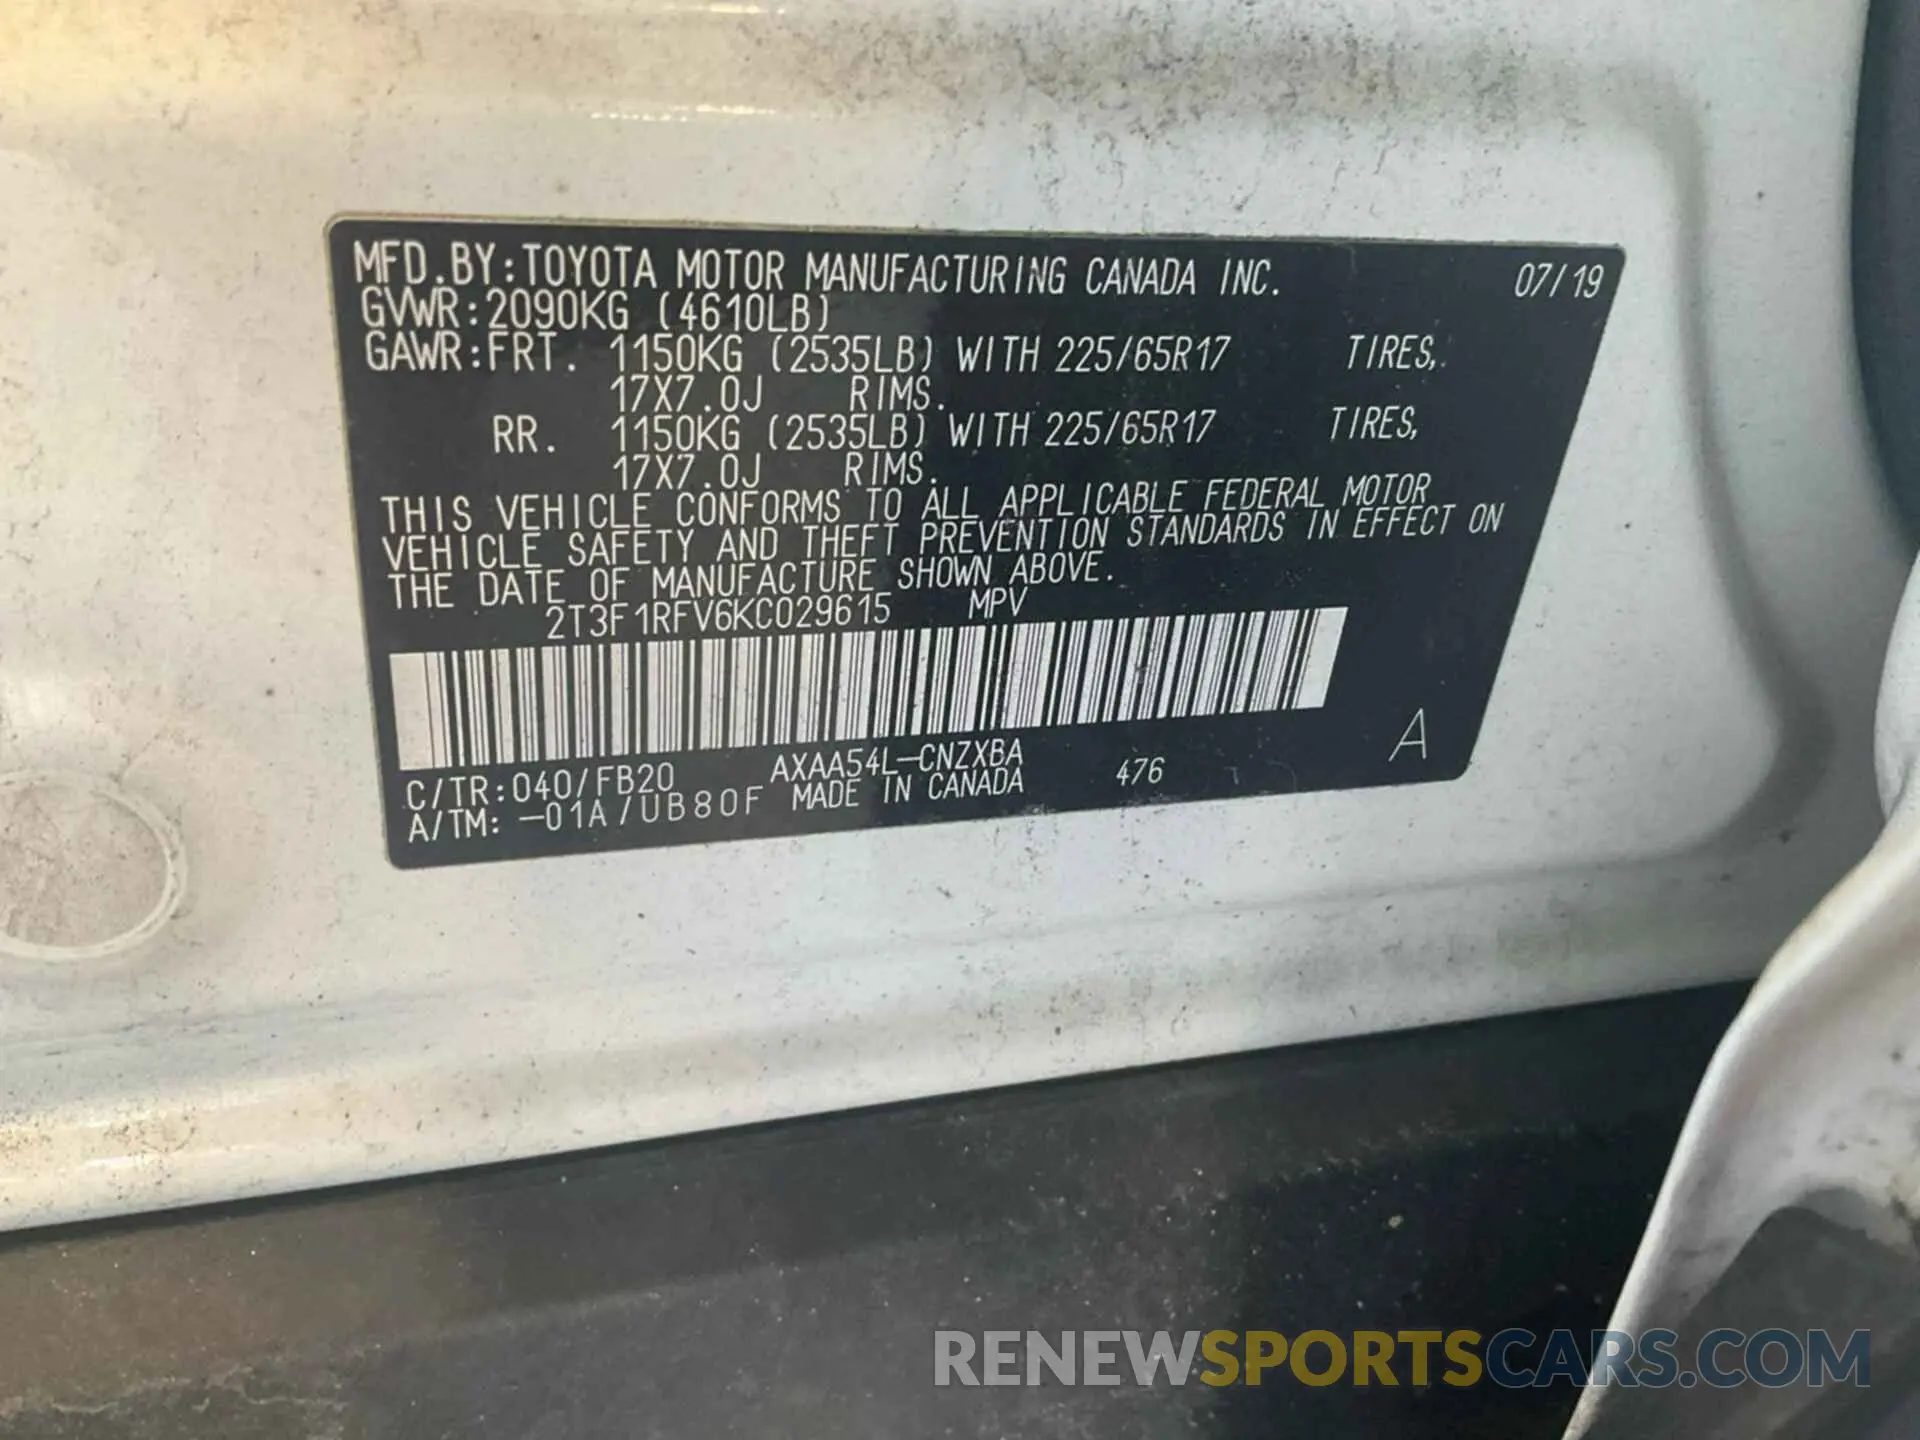 MFD.BY:TOYOTA MOTOR MANUFACTURING CANADA INC. 07/19
GVWR:2090KG (4610LB)
GAWR:FRT. 1150KG (2535LB) WITH 225/65R17 TIRES,
17X7.0J RIMS.
RR. 1150KG (2535LB) WITH 225/65R17 TIRES,
17X7.0J RIMS.
THIS VEHICLE CONFORMS TO ALL APPLICABLE FEDERAL MOTOR
VEHICLE SAFETY AND THEFT PREVENTION STANDARDS IN EFFECT ON
THE DATE OF MANUFACTURE SHOWN ABOVE.
2T3F1RFV6KC029615 MPV
C/TR:040/FB20 AXAA54L-CNZXBA 476 A
A/TM: -01A/UB80F MADE IN CANADA
RENEWSPORTSCARS.COM